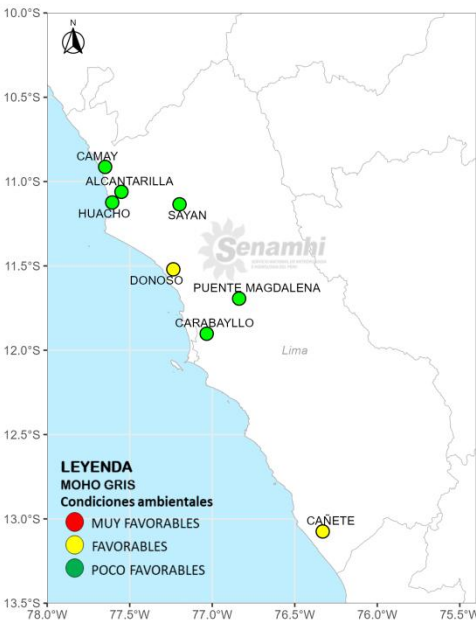 10.0°S
N
10.5°S
CAMAY
11.0°S
ALCANTARILLA
HUACHO
SAYAN
Senamhi
11.5°S
DONOSO
PUENTE MAGDALENA
CARABAYLLO
12.0°S
Lima
12.5°S
LEYENDA
MOHO GRIS
Condiciones ambientales
MUY FAVORABLES
FAVORABLES
POCO FAVORABLES
CAÑETE
13.0°S
13.5°S
78.0°W 77.5°W 77.0°W 76.5°W 76.0°W 75.5°W